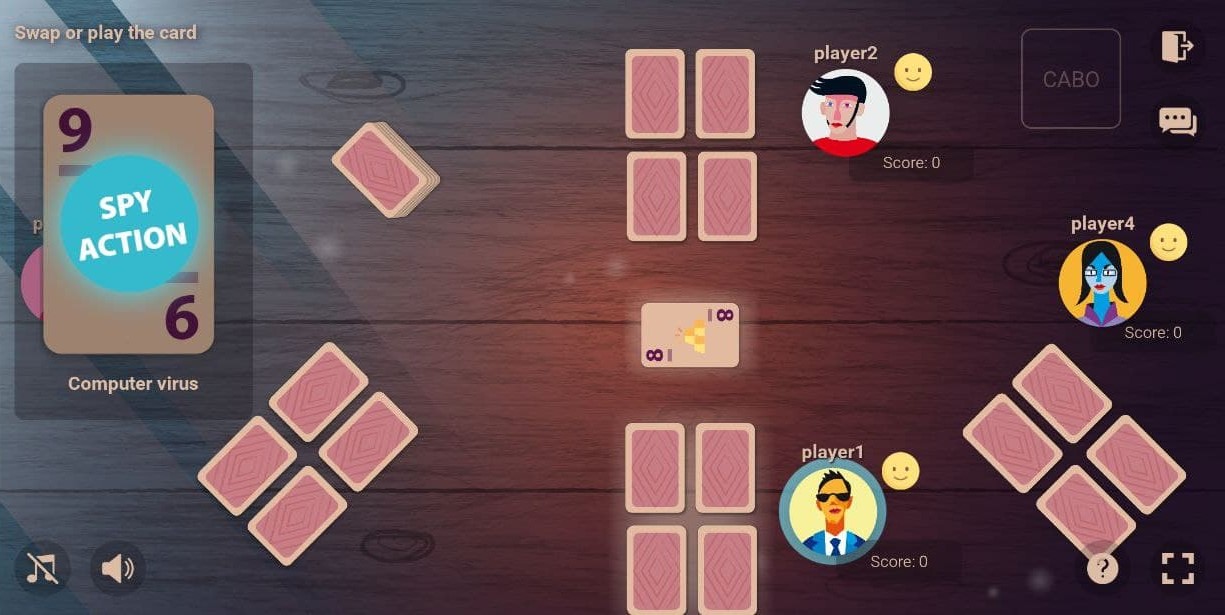 Swap or play the card
9
SPY
ACTION
9
Computer virus
player2
Score: 0
CABO
player4
Score: 0
8
8
player1
Score: 0
?